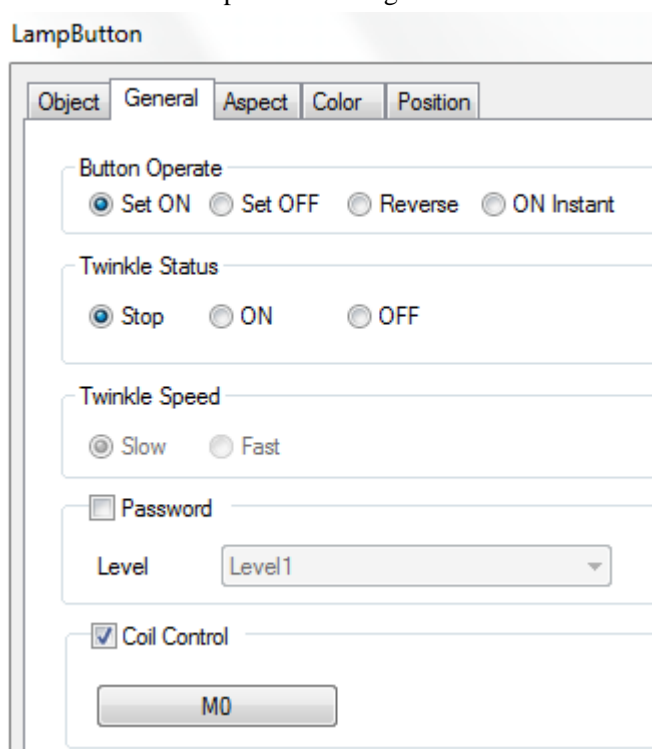 LampButton
Object General Aspect Color Position
Button Operate
Set ON Set OFF Reverse ON Instant
Twinkle Status
Stop ON OFF
Twinkle Speed
Slow Fast
Password
Level Level1
Coil Control
M0